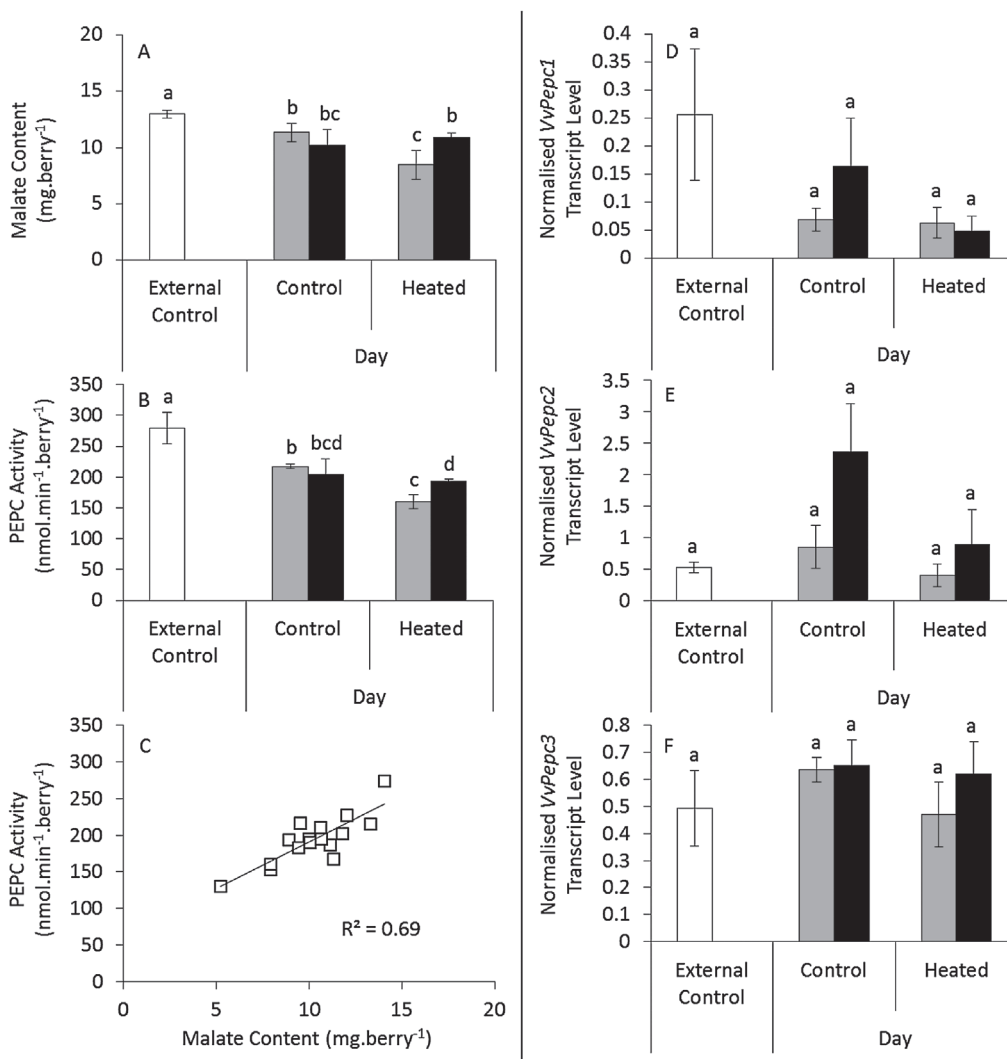 A
Malate Content
(mg.berry⁻¹)
20
15
10
5
0
a
b
bc
c
b
External
Control
Control
Heated
Day
B
PEPC Activity
(nmol.min⁻¹.berry⁻¹)
350
300
250
200
150
100
50
0
a
b
bcd
c
d
External
Control
Control
Heated
Day
C
PEPC Activity
(nmol.min⁻¹.berry⁻¹)
350
300
250
200
150
100
50
0
R² = 0.69
0
5
10
15
20
Malate Content (mg.berry⁻¹)
D
Normalised VvPepc1
Transcript Level
0.4
0.35
0.3
0.25
0.2
0.15
0.1
0.05
0
a
a
a
a
a
External
Control
Control
Heated
Day
E
Normalised VvPepc2
Transcript Level
3.5
3
2.5
2
1.5
1
0.5
0
a
a
a
a
a
External
Control
Control
Heated
Day
F
Normalised VvPepc3
Transcript Level
0.8
0.7
0.6
0.5
0.4
0.3
0.2
0.1
0
a
a
a
a
a
External
Control
Control
Heated
Day